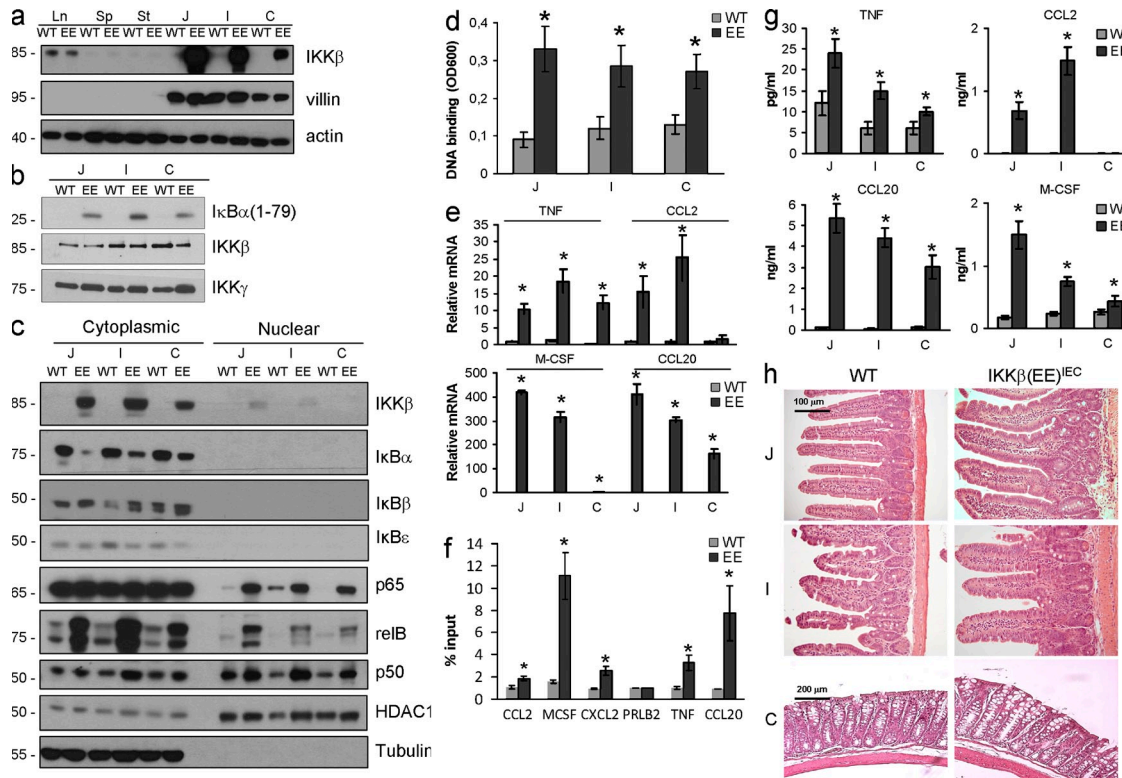 a
Ln Sp St J I C
WT EE WT EE WT EE WT EE WT EE WT EE
85 - IKKβ
95 - villin
40 - actin
b
J I C
WT EE WT EE WT EE
25 - IκBα(1-79)
85 - IKKβ
75 - IKKγ
c
Cytoplasmic Nuclear
J I C J I C
WT EE WT EE WT EE WT EE WT EE WT EE
85 - IKKβ
IκBα
50 - IκBβ
50 - IκBε
65 - p65
75 - relB
50 - p50
HDAC1
55 - Tubulin
d
WT
EE
DNA binding (OD600)
0,4
0,3
0,2
0,1
0
* * *
J I C
e
TNF CCL2
Relative mRNA
35
30
25
20
15
10
5
0
* * * * *
M-CSF CCL20
WT
EE
Relative mRNA
500
400
300
200
100
0
* * * * * *
J I C J I C
f
WT
EE
% input
14
12
10
8
6
4
2
0
* * * * *
CCL2 MCSF CXCL2 PRLB2 TNF CCL20
g
TNF
pg/ml
30
25
20
15
10
5
0
* * *
J I C
CCL2
W
EE
ng/ml
2
1
0
* *
J I C
CCL20
ng/ml
7
6
5
4
3
2
1
0
* * *
J I C
M-CSF
W
EE
ng/ml
2
1
0
* * *
J I C
h
WT IKKβ(EE)IEC
100 μm
J
I
200 μm
C